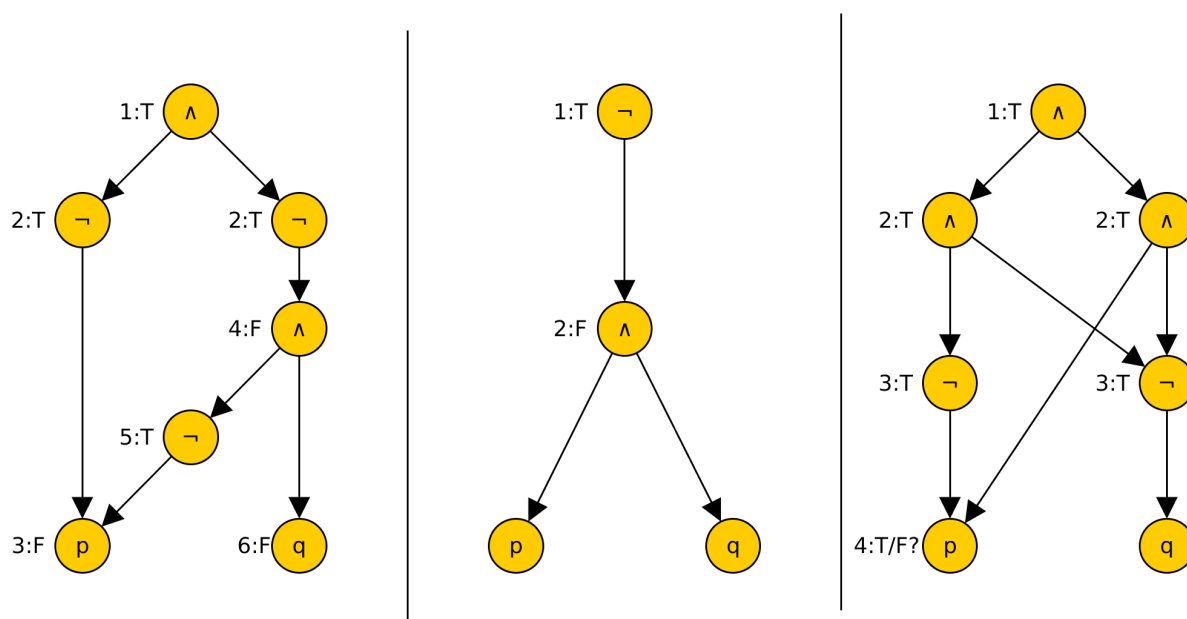 1:T ∧
2:T ¬
2:T ¬
4:F ∧
5:T ¬
3:F p
6:F q
1:T ¬
2:F ∧
p
q
1:T ∧
2:T ∧
2:T ∧
3:T ¬
3:T ¬
4:T/F? p
q